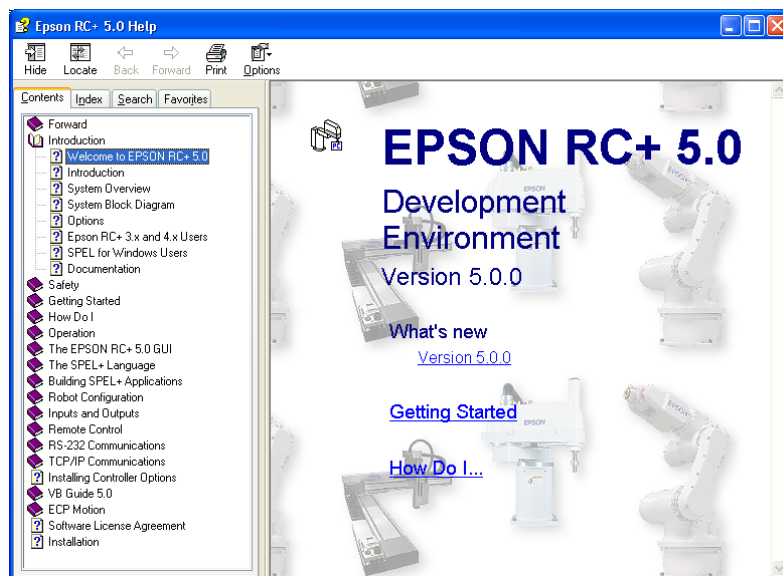 Epson RC+ 5.0 Help
Hide Locate Back Forward Print Options
Contents Index Search Favorites
Forward
Introduction
Welcome to EPSON RC+ 5.0
Introduction
System Overview
System Block Diagram
Options
Epson RC+ 3.x and 4.x Users
SPEL for Windows Users
Documentation
Safety
Getting Started
How Do I
Operation
The EPSON RC+ 5.0 GUI
The SPEL+ Language
Building SPEL+ Applications
Robot Configuration
Inputs and Outputs
Remote Control
RS-232 Communications
TCP/IP Communications
Installing Controller Options
VB Guide 5.0
ECP Motion
Software License Agreement
Installation
EPSON RC+ 5.0
Development
Environment
Version 5.0.0
What's new
Version 5.0.0
Getting Started
How Do I...
EPSON
EPSON